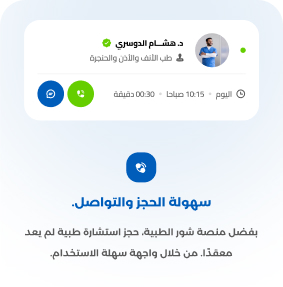 د. هشـــام الدوسري
طب الأنف والأذن والحنجرة
اليوم • 10:15 صباحا • 00:30 دقيقة
سهولة الحجز والتواصل.
بفضل منصة شور الطبية، حجز استشارة طبية لم يعد
معقدًا، من خلال واجهة سهلة الاستخدام.